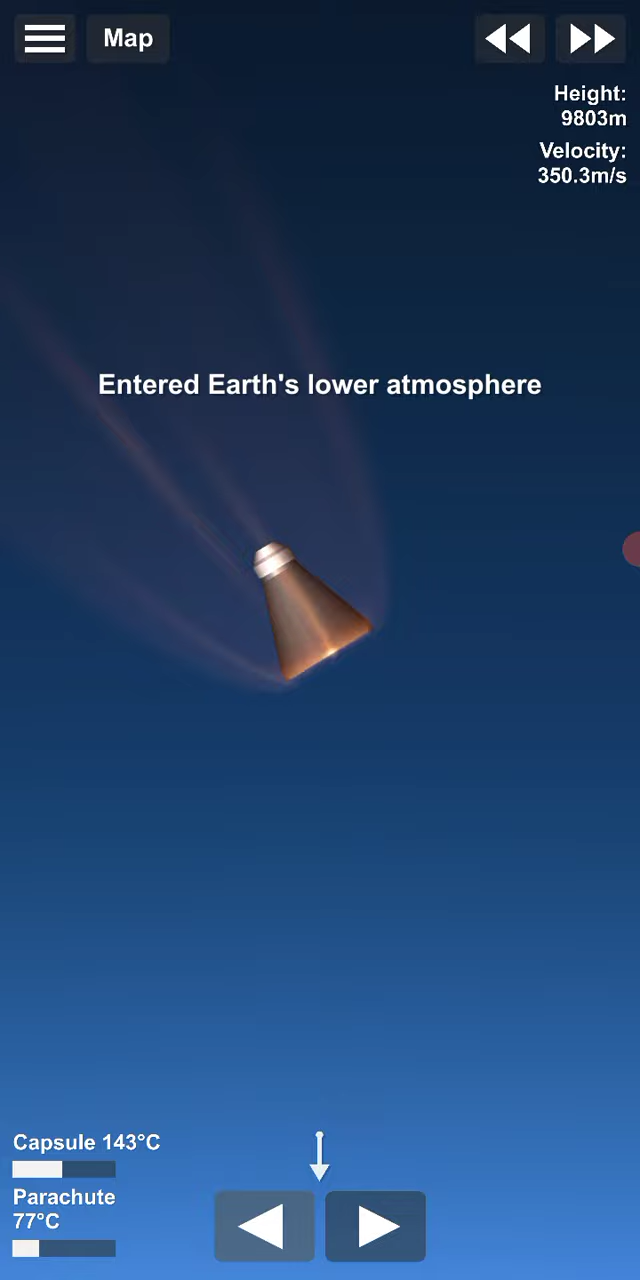 Map
Height:
9803m
Velocity:
350.3m/s
Entered Earth's lower atmosphere
Capsule 143°C
Parachute
77°C